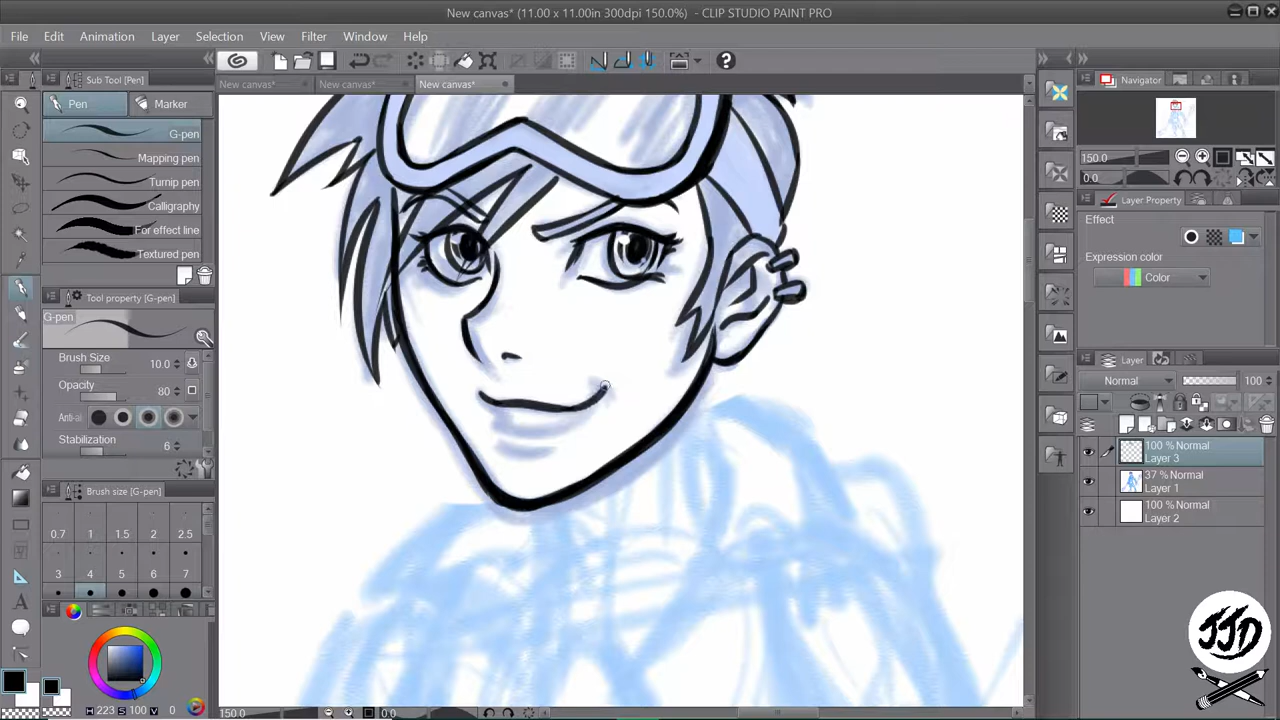 New canvas* (11.00 x 11.00in 300dpi 150.0%) - CLIP STUDIO PAINT PRO
File Edit Animation Layer Selection View Filter Window Help
Sub Tool [Pen]
New canvas* New canvas* New canvas*
Navigator
Pen Marker
G-pen
Mapping pen
Turnip pen
Calligraphy
For effect line
Textured pen
150.0
0.0
Layer Property
Effect
Expression color
Color
Tool property [G-pen]
G-pen
Brush Size 10.0
Opacity 80
Anti-al
Stabilization 6
Layer
Normal 100
100 % Normal
Layer 3
37 % Normal
Layer 1
100 % Normal
Layer 2
Brush size [G-pen]
0.7 1 1.5 2 2.5
3 4 5 6 7
H 223 S 100 V 0
150.0 0.0
JJD